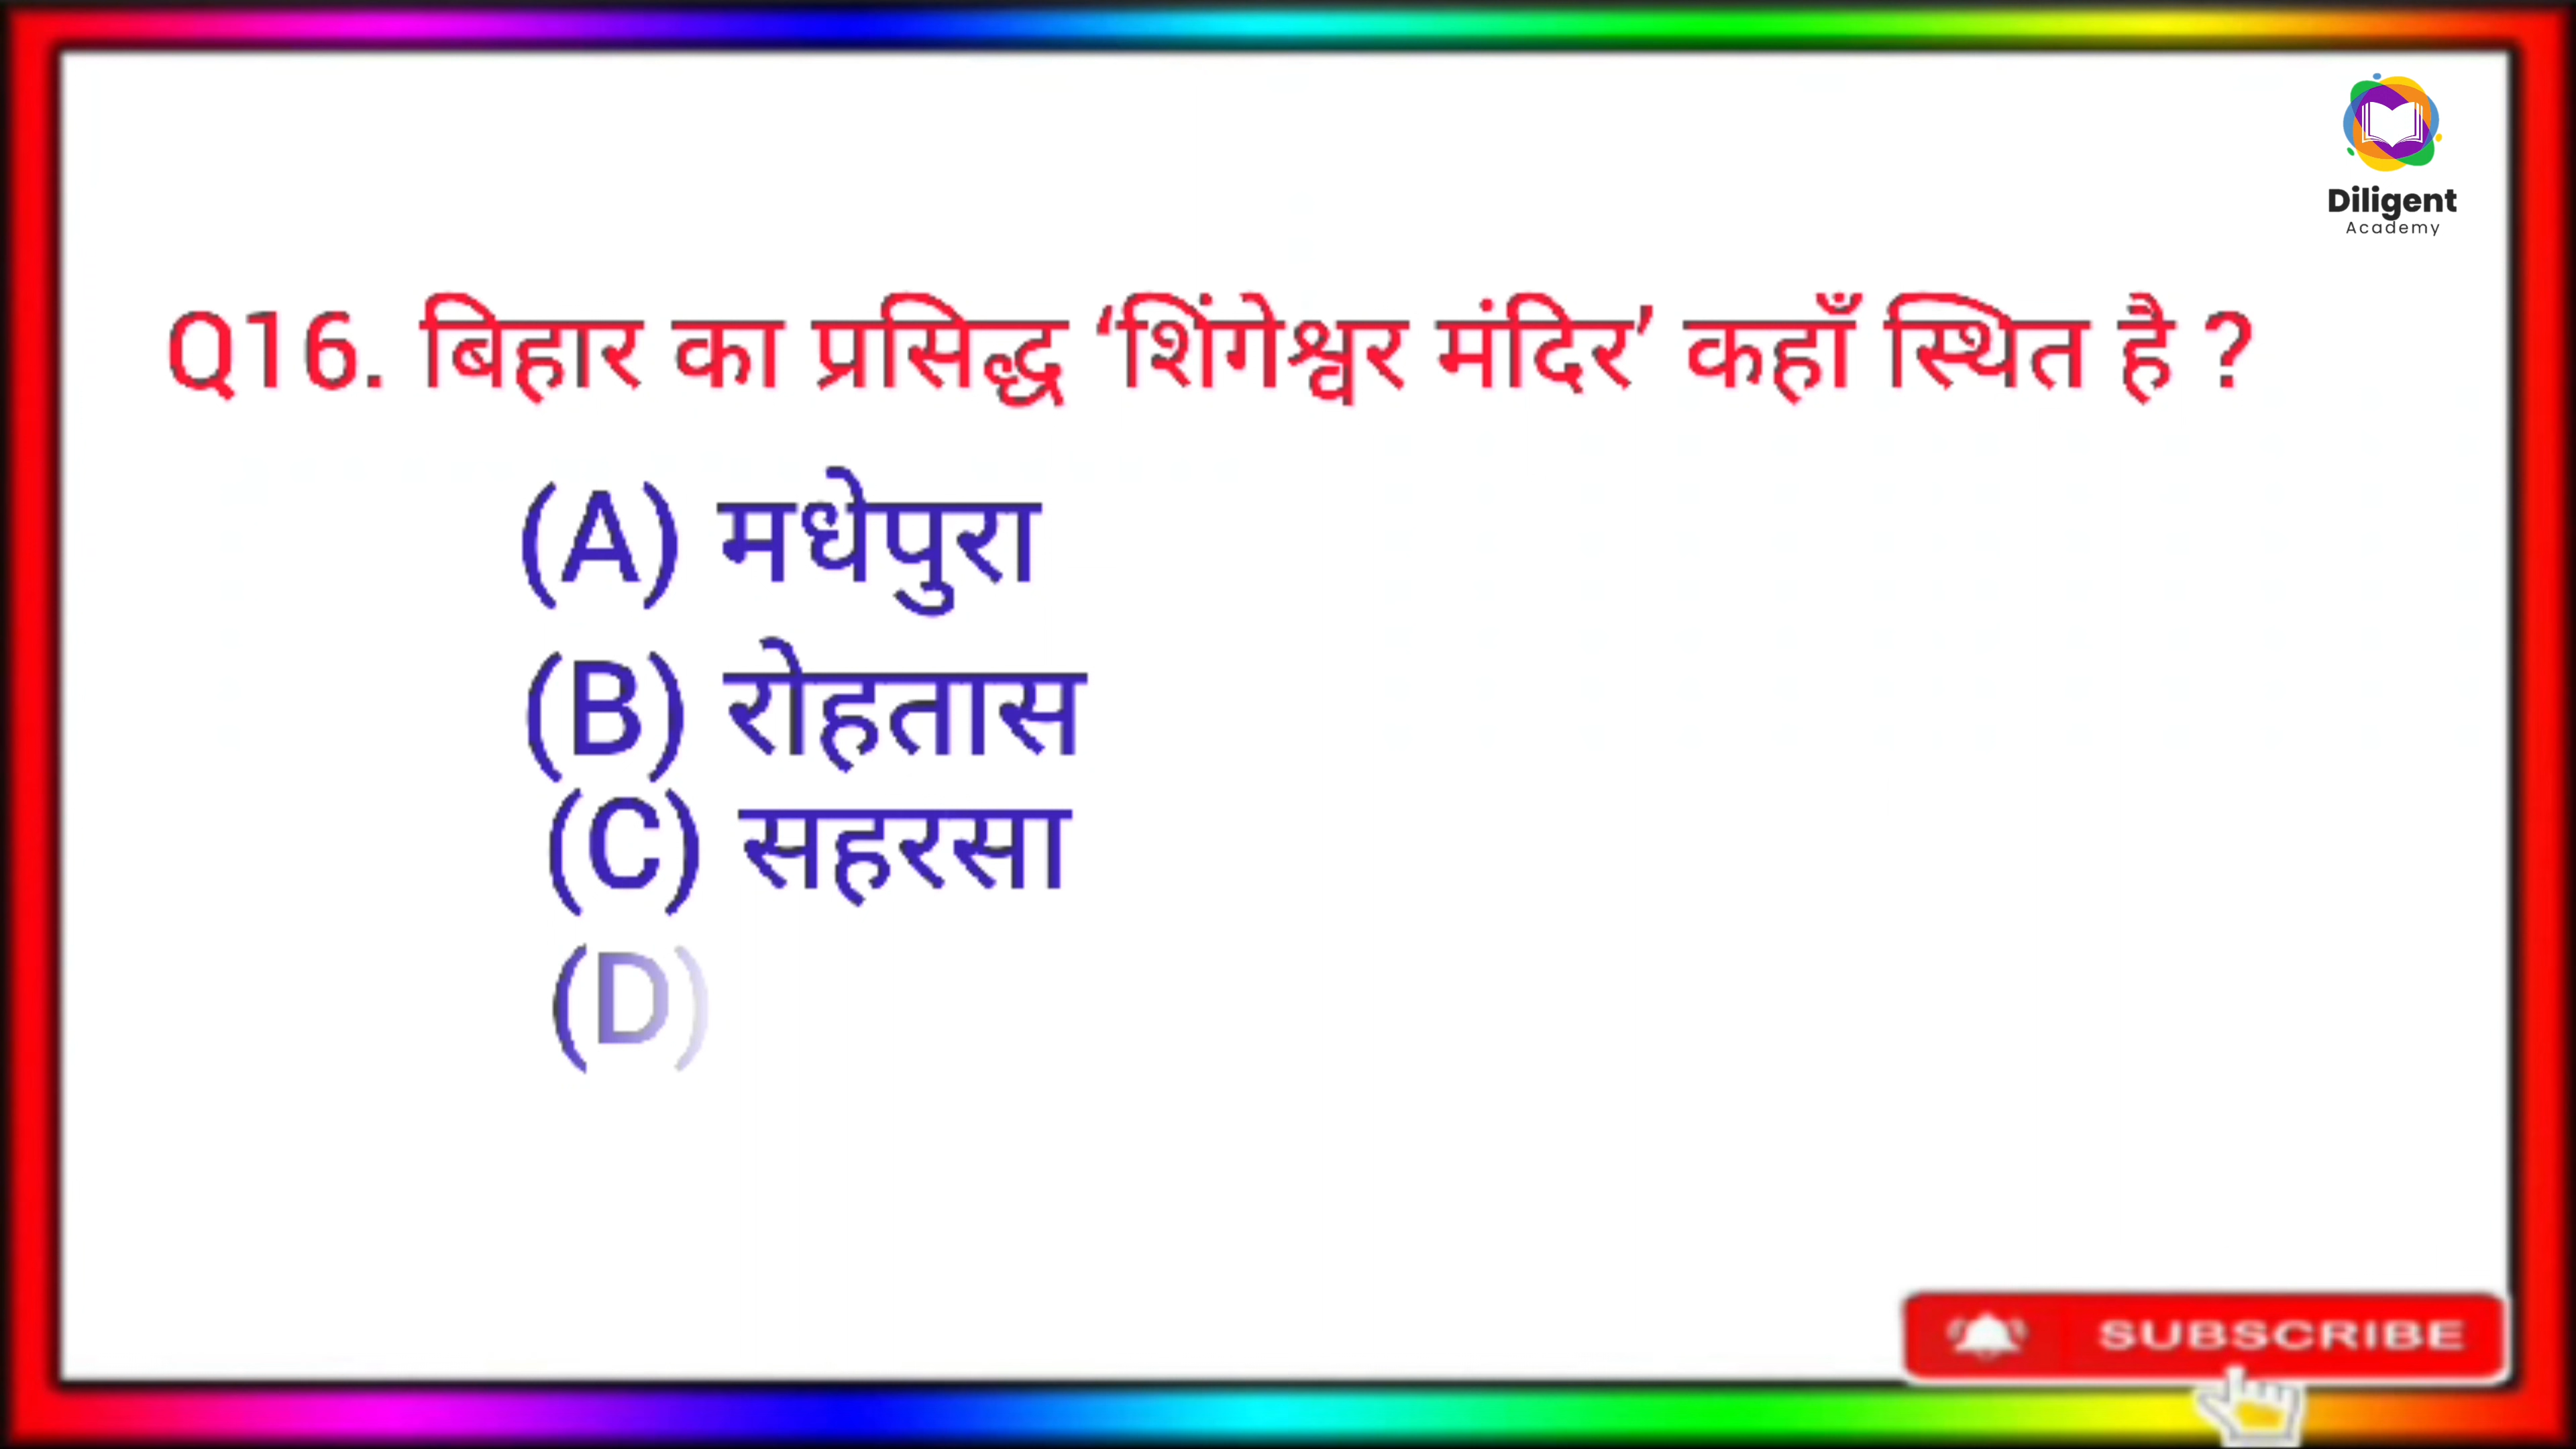 Diligent
Academy
Q16. बिहार का प्रसिद्ध ‘शिंगेश्वर मंदिर’ कहाँ स्थित है ?
(A) मधेपुरा
(B) रोहतास
(C) सहरसा
(D)
SUBSCRIBE